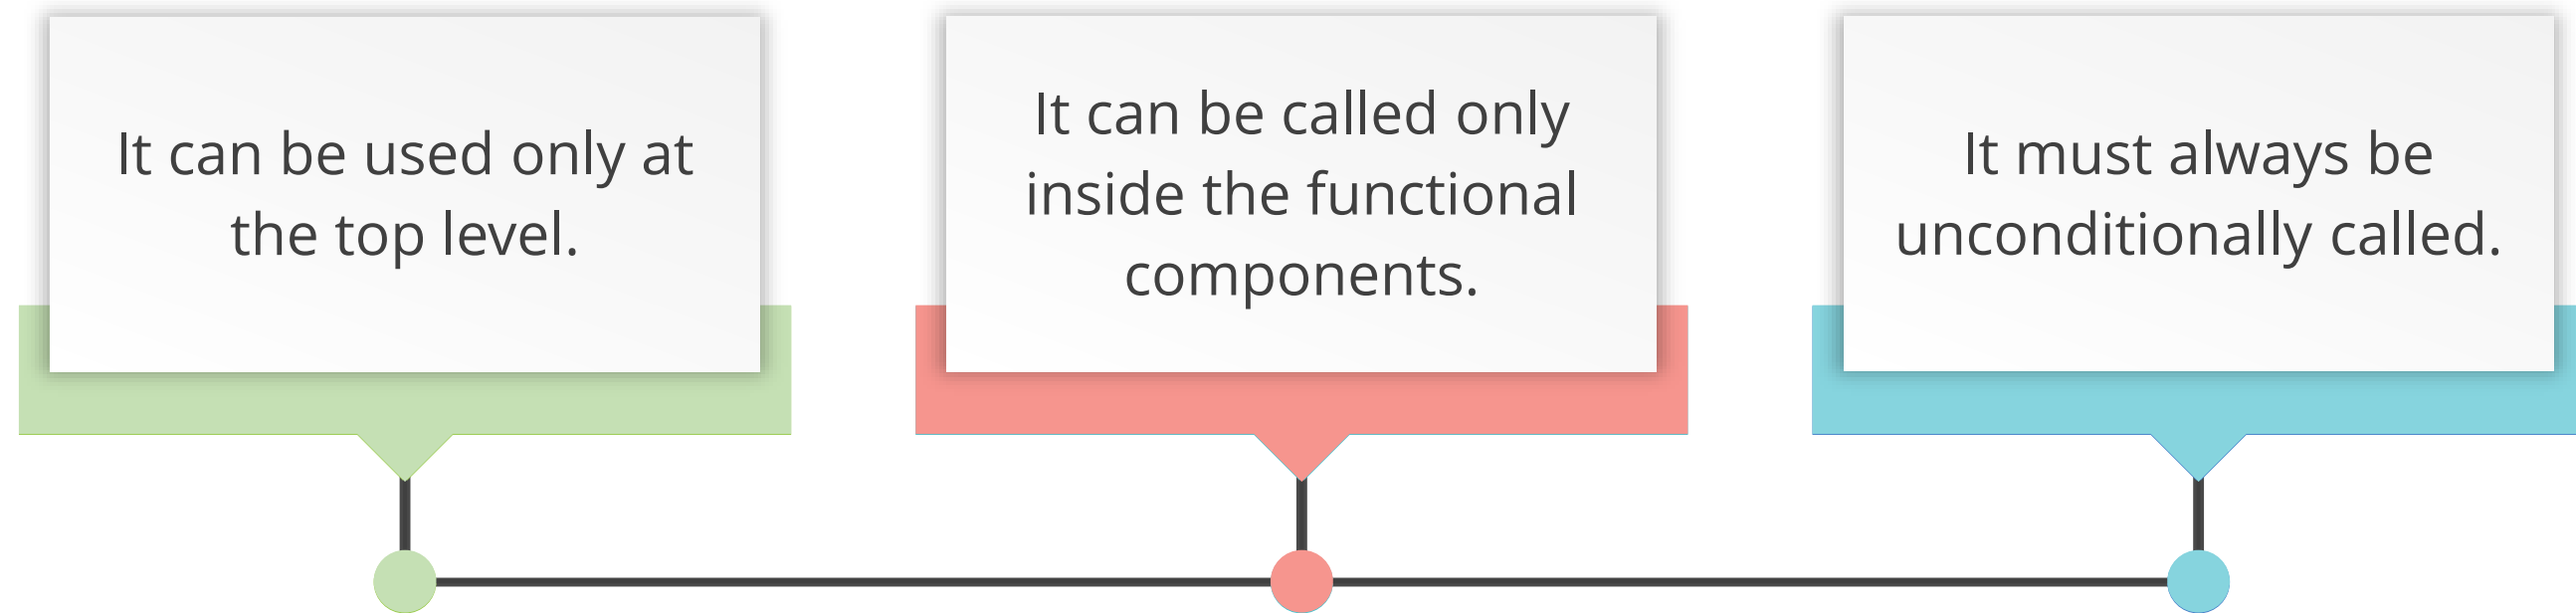 It can be used only at
the top level.
It can be called only
inside the functional
components.
It must always be
unconditionally called.